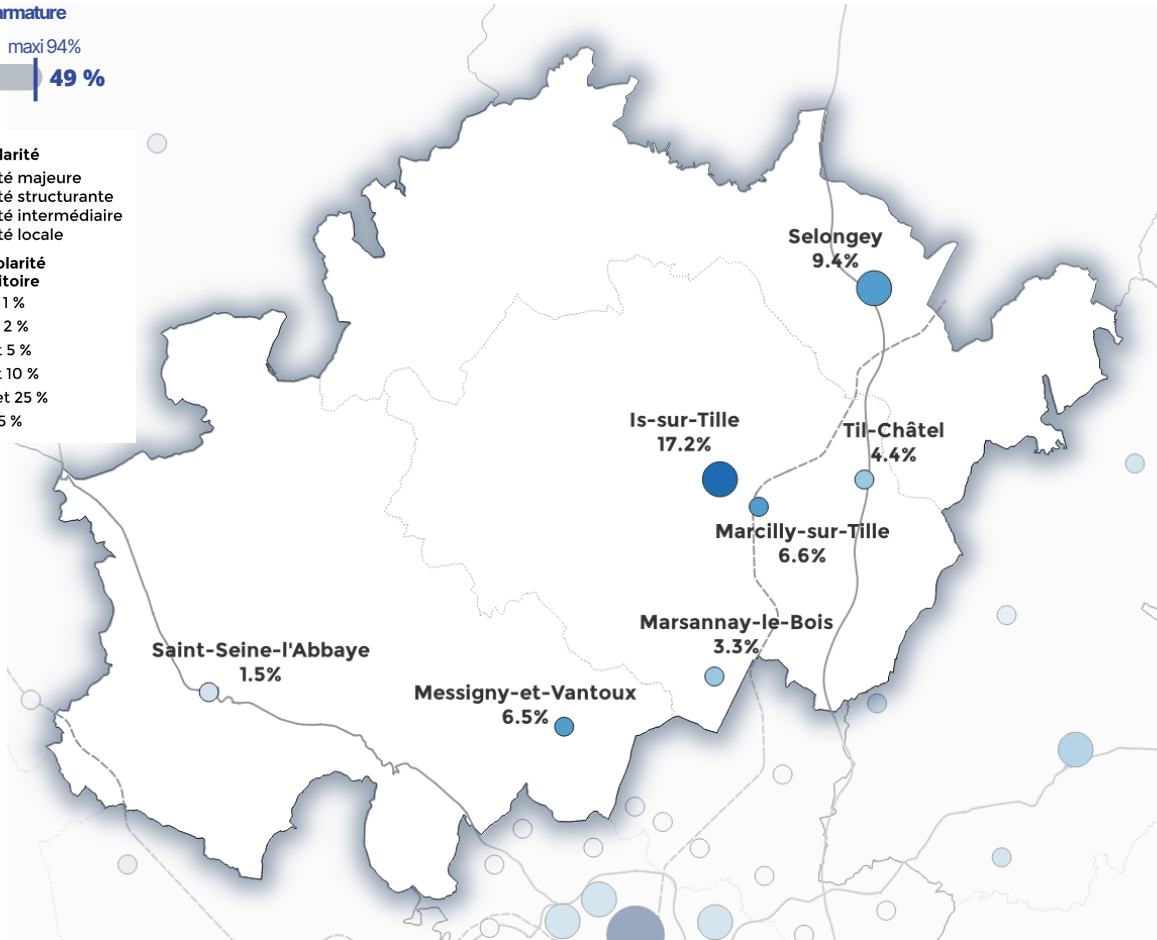 armature
maxi 94%
49 %
larité
té majeure
té structurante
té intermédiaire
té locale
olarité
itoire
1 %
2 %
t 5 %
t 10 %
et 25 %
5 %
Selongey
9.4%
Is-sur-Tille
17.2%
Til-Châtel
4.4%
Marcilly-sur-Tille
6.6%
Marsannay-le-Bois
3.3%
Saint-Seine-l'Abbaye
1.5%
Messigny-et-Vantoux
6.5%